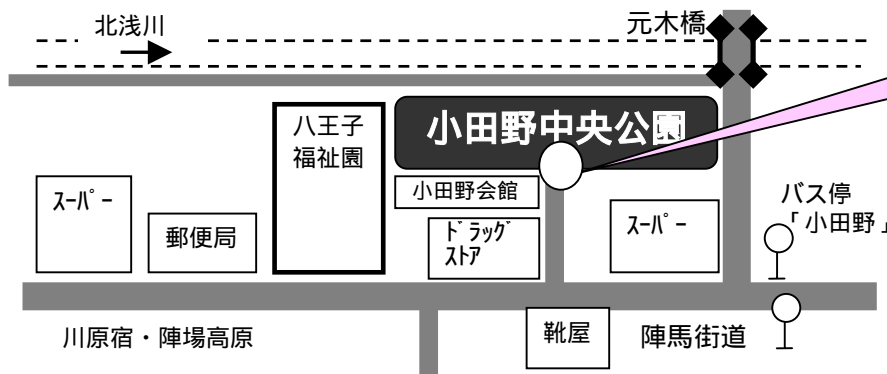 北浅川
元木橋
八王子
福祉園
小田野中央公園
小田野会館
ｽｰﾊﾟｰ
郵便局
ﾄﾞﾗｯｸﾞ
ｽﾄｱ
ｽｰﾊﾟｰ
バス停
「小田野」
川原宿・陣場高原
靴屋
陣馬街道